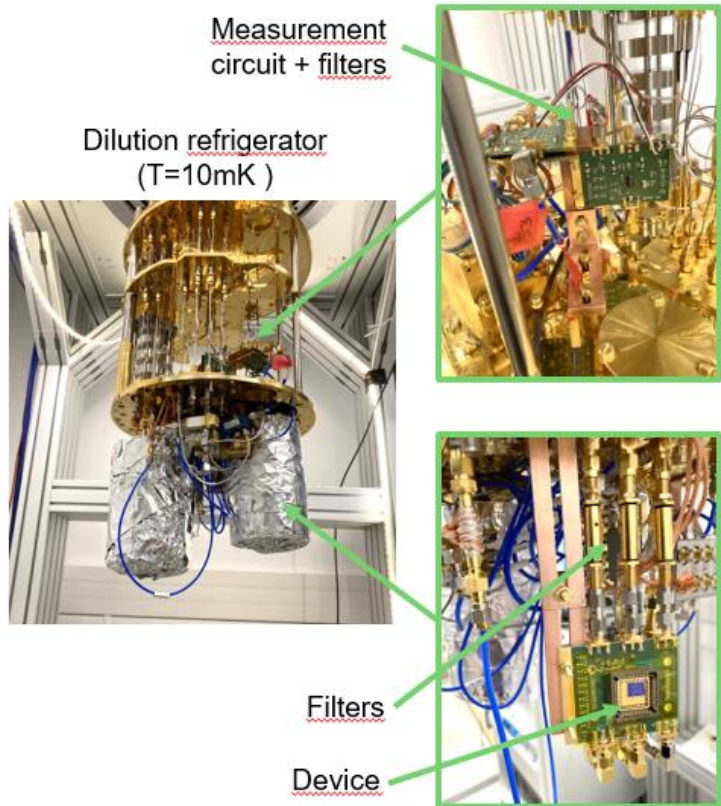 Measurement
circuit + filters
Dilution refrigerator
(T=10mK )
Filters
Device